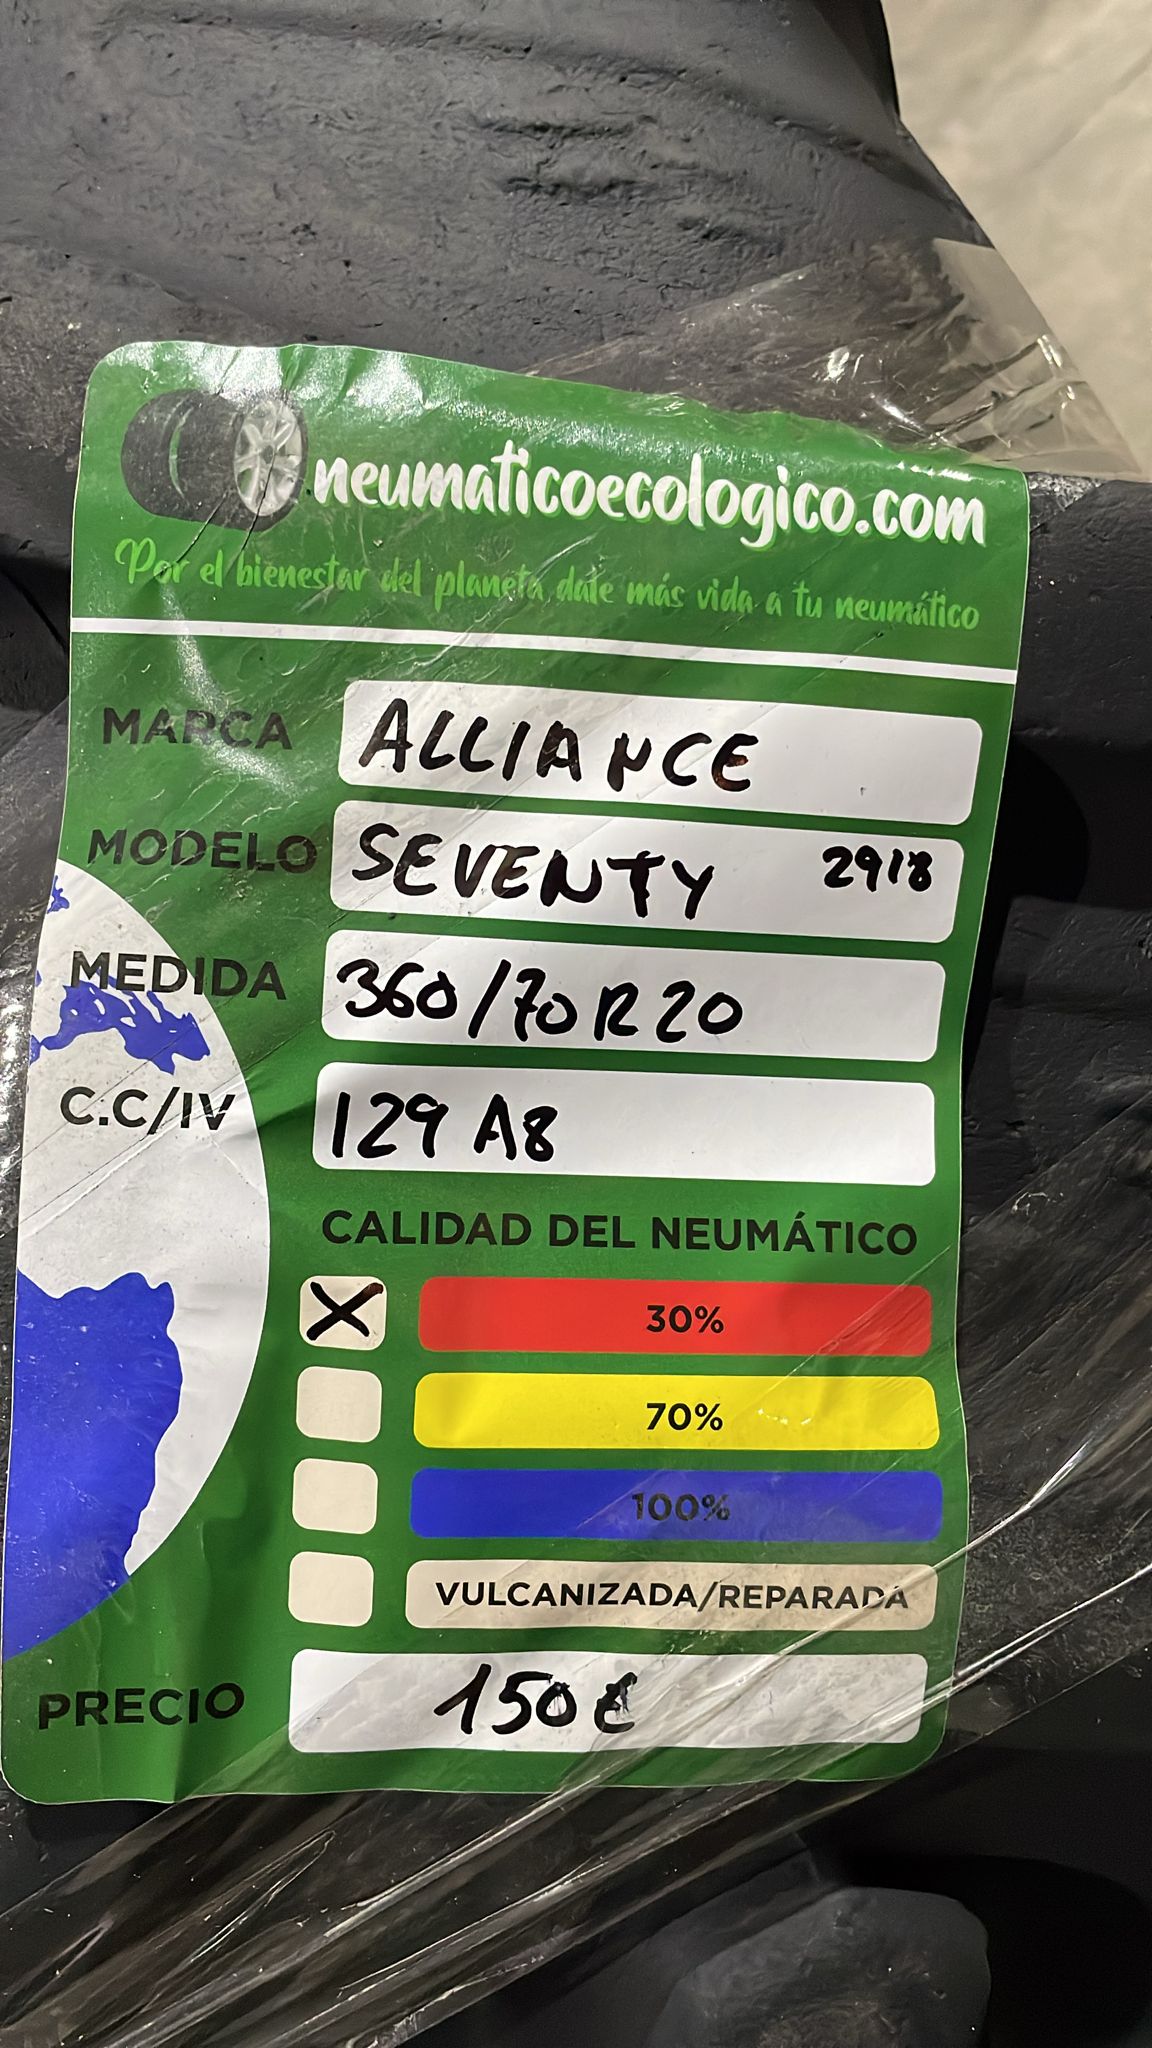 neumaticoecologico.com
Por el bienestar del planeta dale más vida a tu neumático
MARCA ALLIANCE
MODELO SEVENTY 2918
MEDIDA 360/70R20
C.C/IV 129 A8
CALIDAD DEL NEUMÁTICO
X 30%
70%
100%
VULCANIZADA/REPARADA
PRECIO 150€